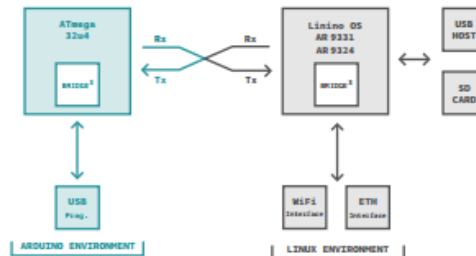 ATmega
32u4
BRIDGE
Rx
Tx
Rx
Tx
Linino OS
AR 9331
AR 9324
BRIDGE
USB
HOST
SD
CARD
USB
Prog.
WiFi
Interface
ETH
Interface
ARDUINO ENVIRONMENT
LINUX ENVIRONMENT